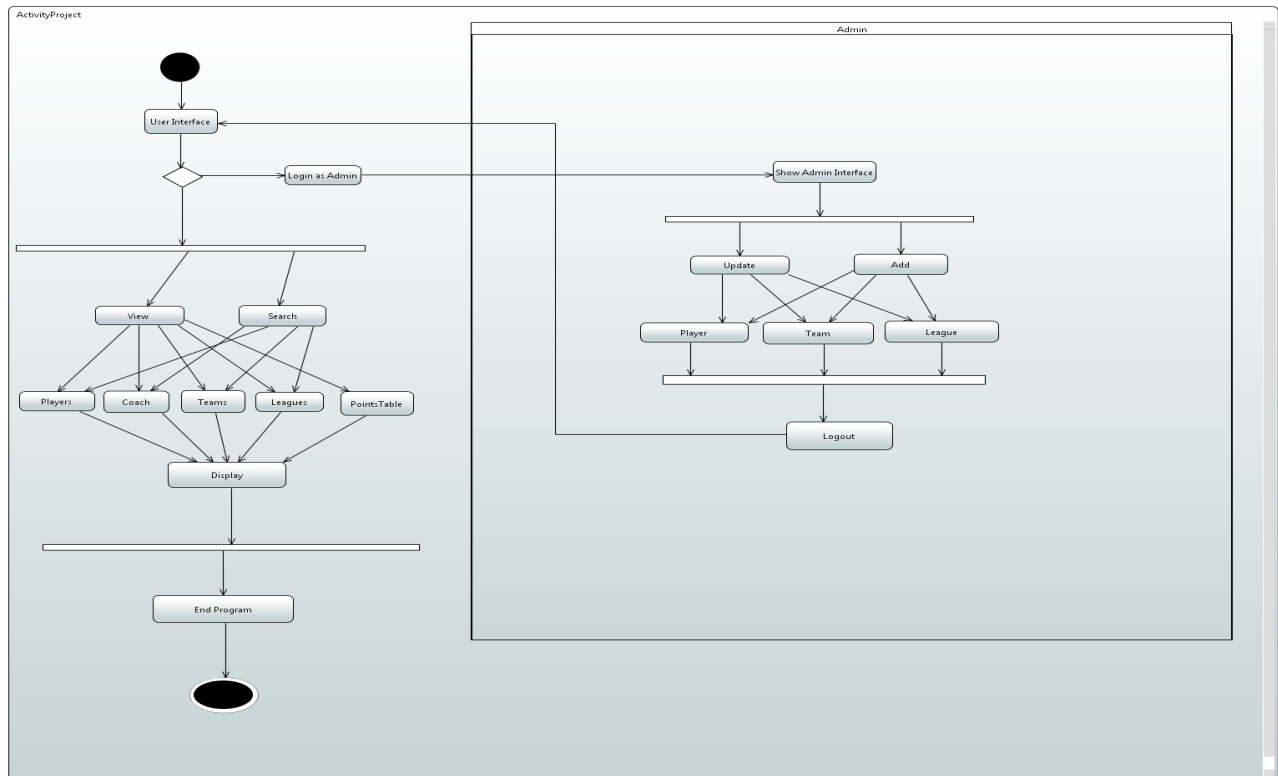 ActivityProject
Admin
User Interface
Login as Admin
Show Admin Interface
Update
Add
View
Search
Player
Team
League
Players
Coach
Teams
Leagues
PointsTable
Logout
Display
End Program